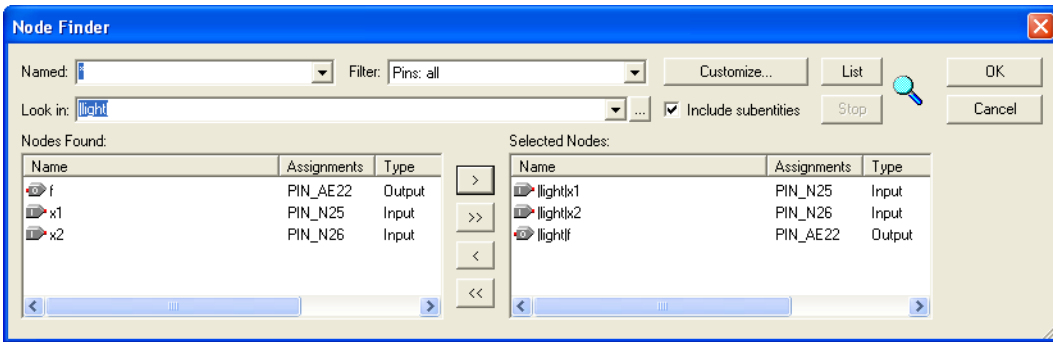 Node Finder
Named: * Filter: Pins: all Customize... List OK
Look in: |light| ... Include subentities Stop Cancel
Nodes Found: Selected Nodes:
Name Assignments Type > Name Assignments Type
f PIN_AE22 Output |light|x1 PIN_N25 Input
x1 PIN_N25 Input >> |light|x2 PIN_N26 Input
x2 PIN_N26 Input |light|f PIN_AE22 Output
<
<<